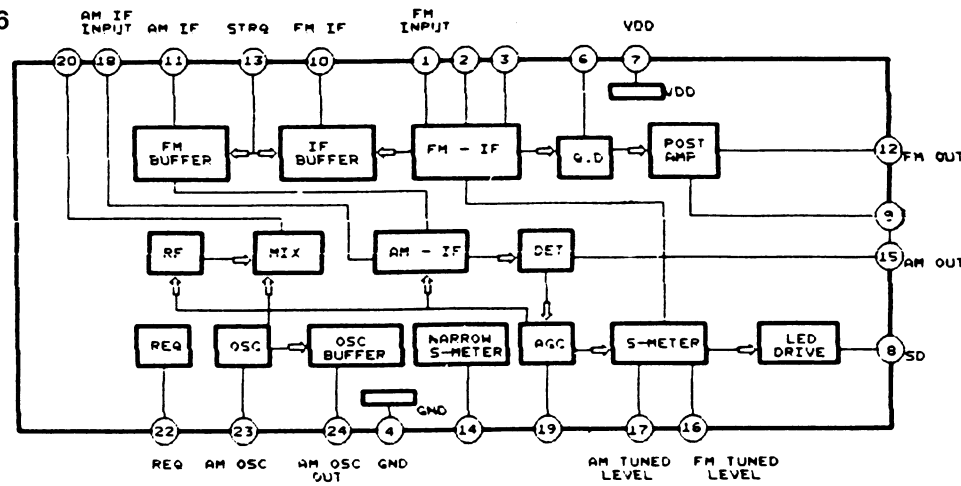 6
AM IF
INPUT
AM IF
STRQ
FM IF
FM
INPUT
VDD
20
18
11
13
10
1
2
3
6
7
VDD
FM
BUFFER
IF
BUFFER
FM - IF
Q.D
POST
AMP
12
FM OUT
9
RF
MIX
AM - IF
DET
15
AM OUT
REQ
OSC
OSC
BUFFER
NARROW
S-METER
AGC
S-METER
LED
DRIVE
8
SD
GND
22
23
24
4
14
19
17
16
REQ
AM OSC
AM OSC
OUT
GND
AM TUNED
LEVEL
FM TUNED
LEVEL